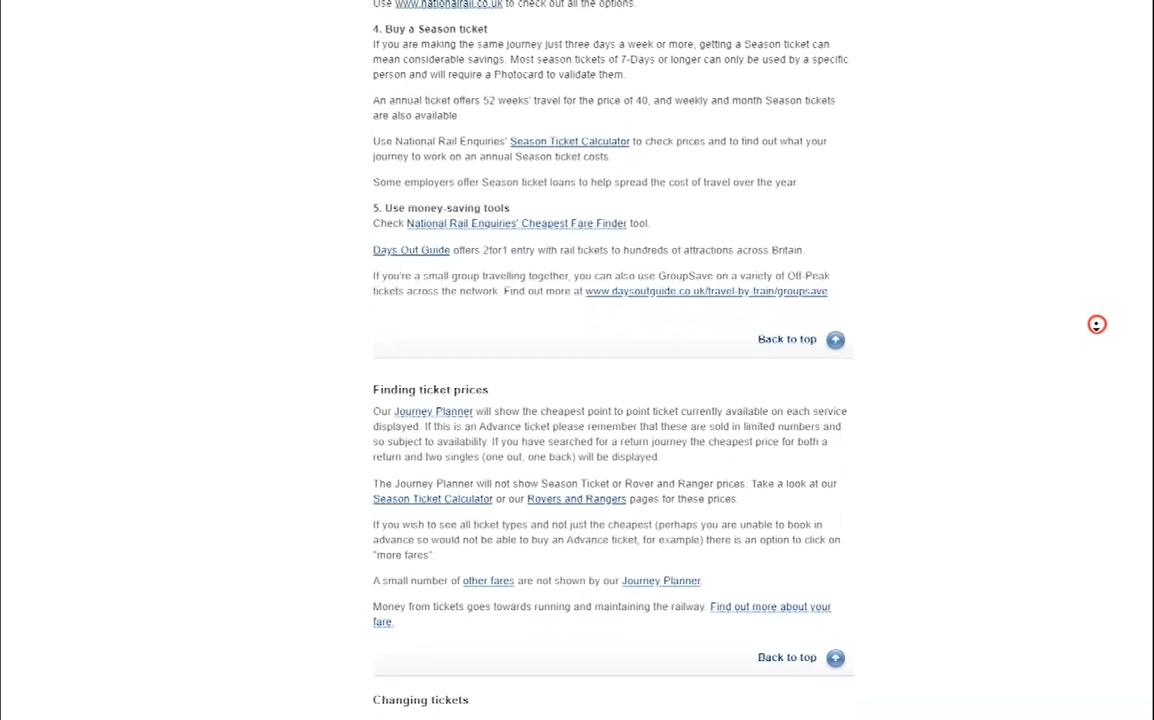 Use www.nationalrail.co.uk to check out all the options.
4. Buy a Season ticket
If you are making the same journey just three days a week or more, getting a Season ticket can
mean considerable savings. Most season tickets of 7-Days or longer can only be used by a specific
person and will require a Photocard to validate them.
An annual ticket offers 52 weeks' travel for the price of 40, and weekly and month Season tickets
are also available.
Use National Rail Enquiries' Season Ticket Calculator to check prices and to find out what your
journey to work on an annual Season ticket costs.
Some employers offer Season ticket loans to help spread the cost of travel over the year
5. Use money-saving tools
Check National Rail Enquiries' Cheapest Fare Finder tool.
Days Out Guide offers 2for1 entry with rail tickets to hundreds of attractions across Britain.
If you're a small group travelling together, you can also use GroupSave on a variety of Off-Peak
tickets across the network. Find out more at www.daysoutguide.co.uk/travel-by-train/groupsave
Back to top
Finding ticket prices
Our Journey Planner will show the cheapest point to point ticket currently available on each service
displayed. If this is an Advance ticket please remember that these are sold in limited numbers and
so subject to availability. If you have searched for a return journey the cheapest price for both a
return and two singles (one out, one back) will be displayed.
The Journey Planner will not show Season Ticket or Rover and Ranger prices. Take a look at our
Season Ticket Calculator or our Rovers and Rangers pages for these prices.
If you wish to see all ticket types and not just the cheapest (perhaps you are unable to book in
advance so would not be able to buy an Advance ticket, for example) there is an option to click on
"more fares".
A small number of other fares are not shown by our Journey Planner.
Money from tickets goes towards running and maintaining the railway. Find out more about your
fare.
Back to top
Changing tickets